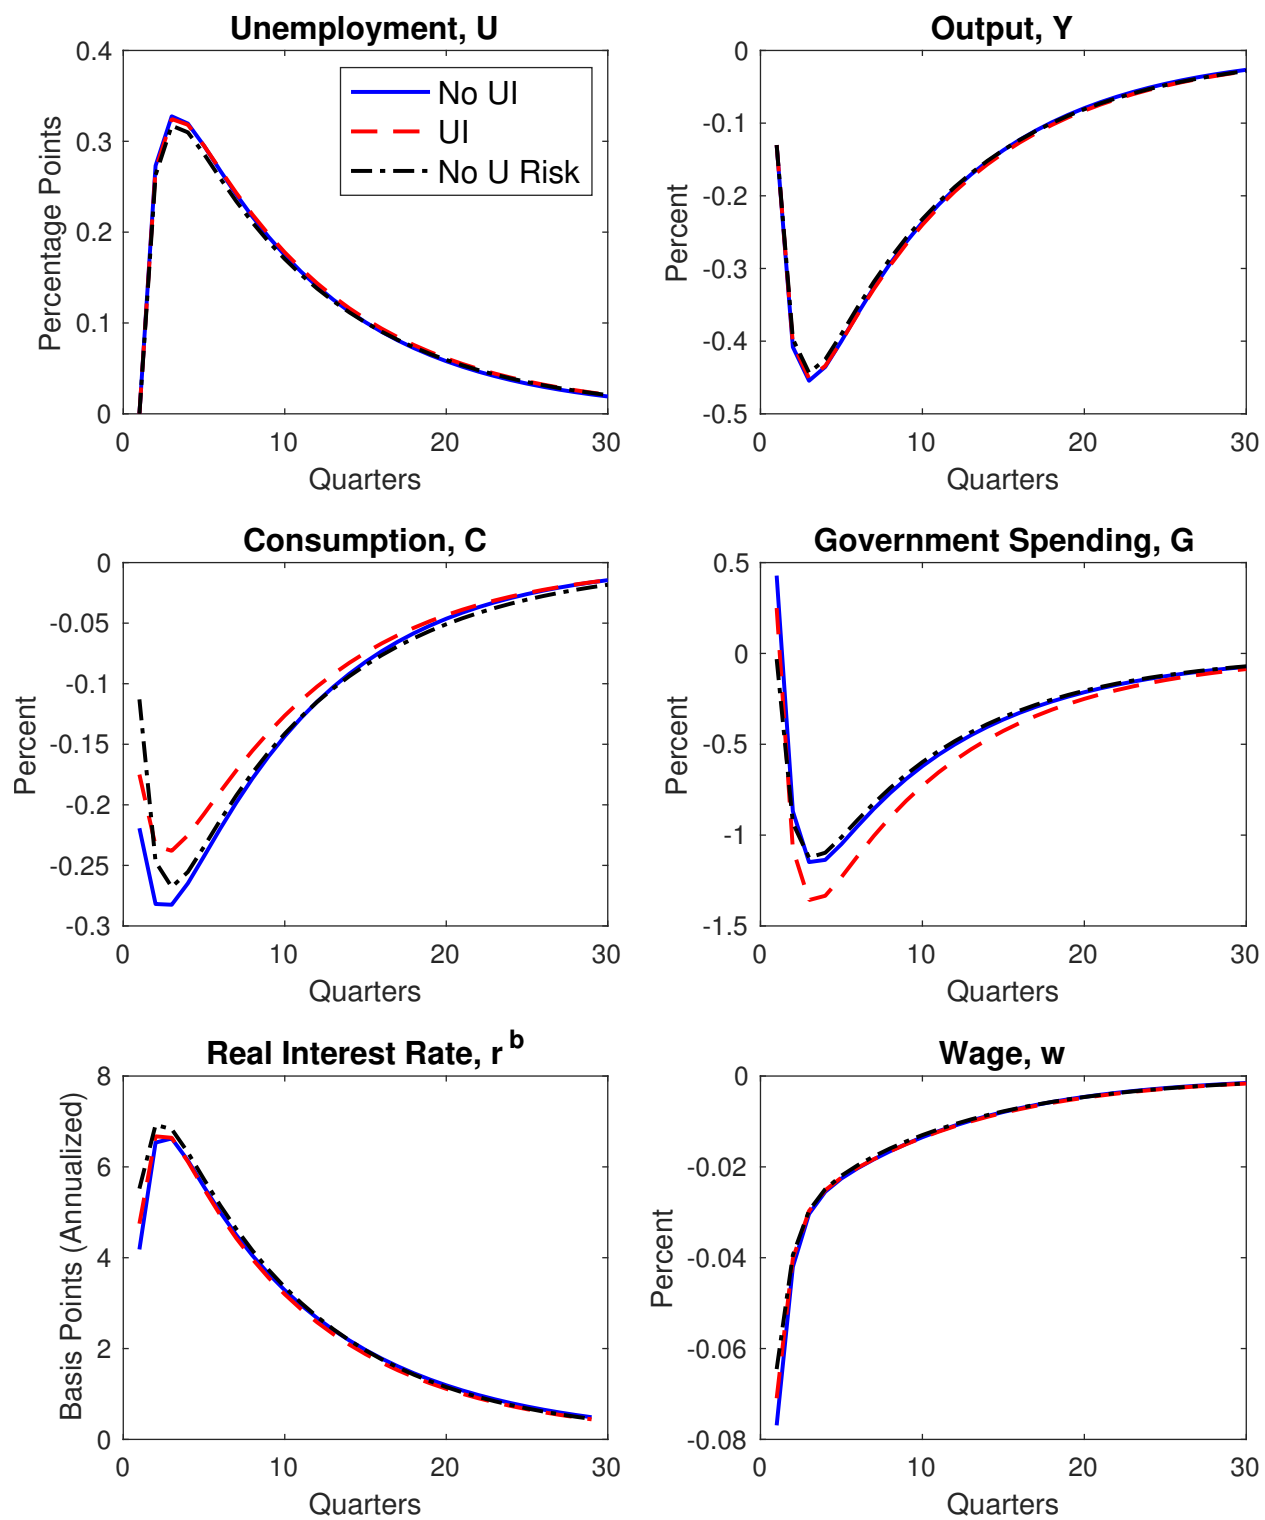 Unemployment, U
0.4
0.3
0.2
0.1
0
Percentage Points
No UI
UI
No U Risk
0
10
20
30
Quarters
Output, Y
0
-0.1
-0.2
-0.3
-0.4
-0.5
Percent
0
10
20
30
Quarters
Consumption, C
0
-0.05
-0.1
-0.15
-0.2
-0.25
-0.3
Percent
0
10
20
30
Quarters
Government Spending, G
0.5
0
-0.5
-1
-1.5
Percent
0
10
20
30
Quarters
Real Interest Rate, r b
8
6
4
2
0
Basis Points (Annualized)
0
10
20
30
Quarters
Wage, w
0
-0.02
-0.04
-0.06
-0.08
Percent
0
10
20
30
Quarters